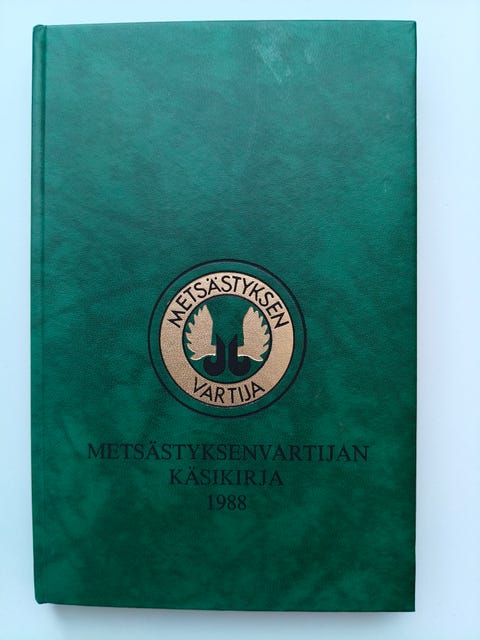 METSÄSTYKSEN
VARTIJA
METSÄSTYKSENVARTIJAN
KÄSIKIRJA
1988